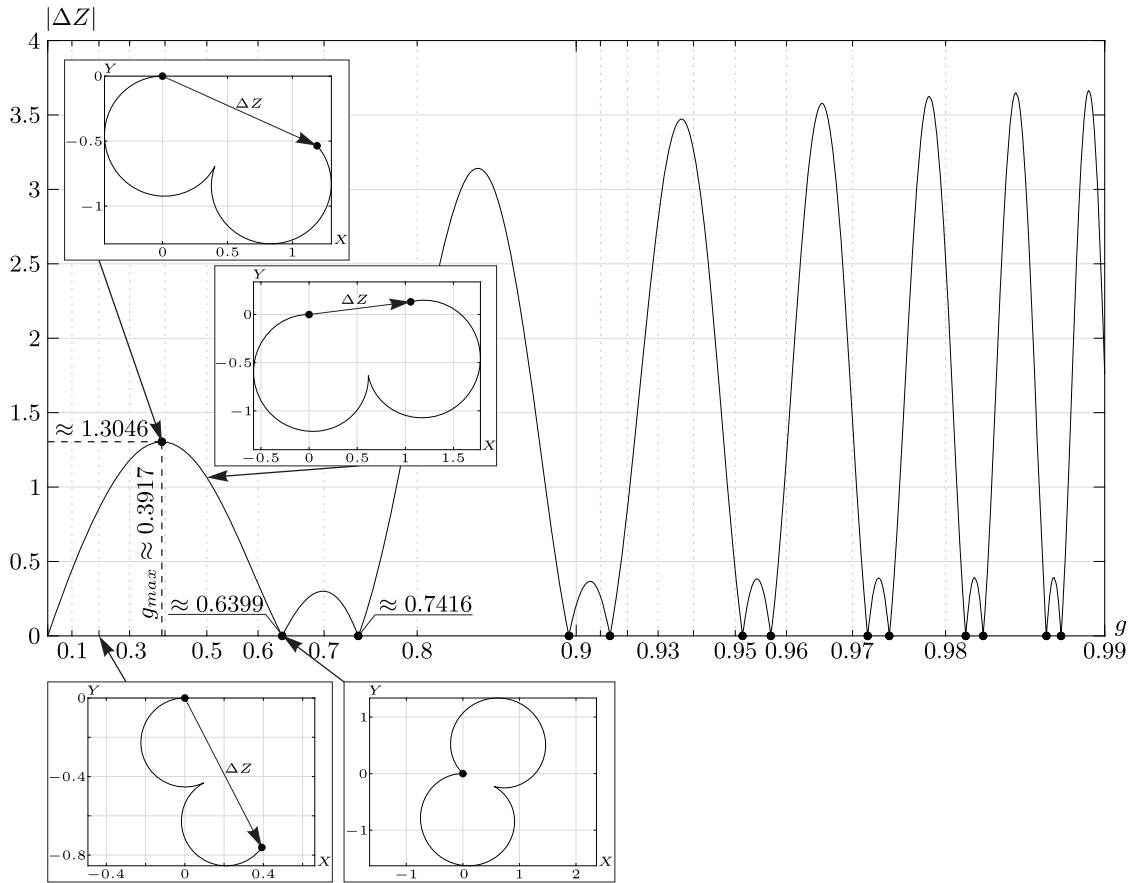 |ΔZ|
4
3.5
3
2.5
2
1.5
1
0.5
0
Y
0
−0.5
−1
ΔZ
0 0.5 1
X
Y
0
−0.5
−1
ΔZ
−0.5 0 0.5 1 1.5
X
≈ 1.3046
g_max ≈ 0.3917
≈ 0.6399
≈ 0.7416
g
0.1 0.3 0.5 0.6 0.7 0.8 0.9 0.93 0.95 0.96 0.97 0.98 0.99
Y
0
−0.4
−0.8
ΔZ
−0.4 0 0.4
X
Y
1
0
−1
−1 0 1 2
X